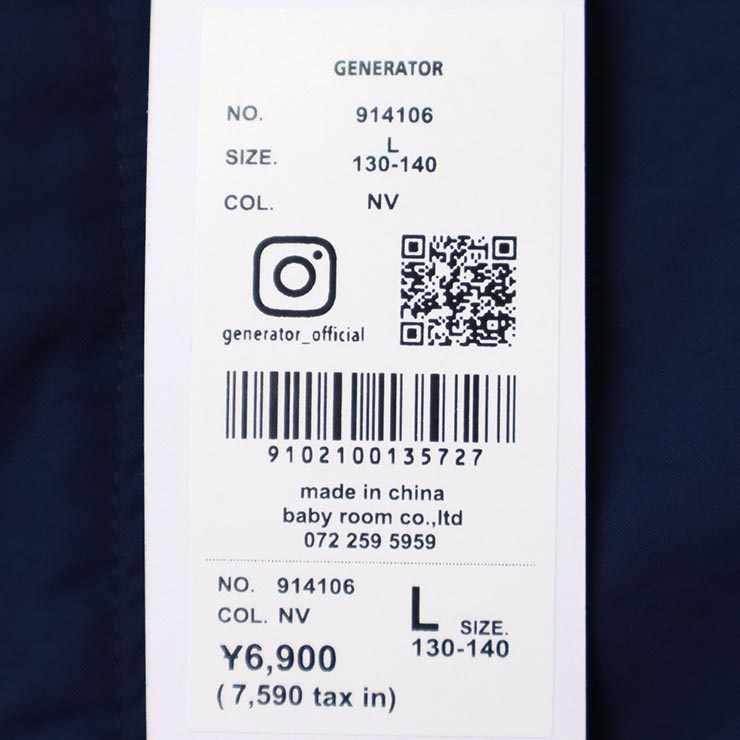 GENERATOR
NO. 914106
SIZE. L
130-140
COL. NV
generator_official
9102100135727
made in china
baby room co.,ltd
072 259 5959
NO. 914106
COL. NV
L SIZE.
130-140
¥6,900
(7,590 tax in)